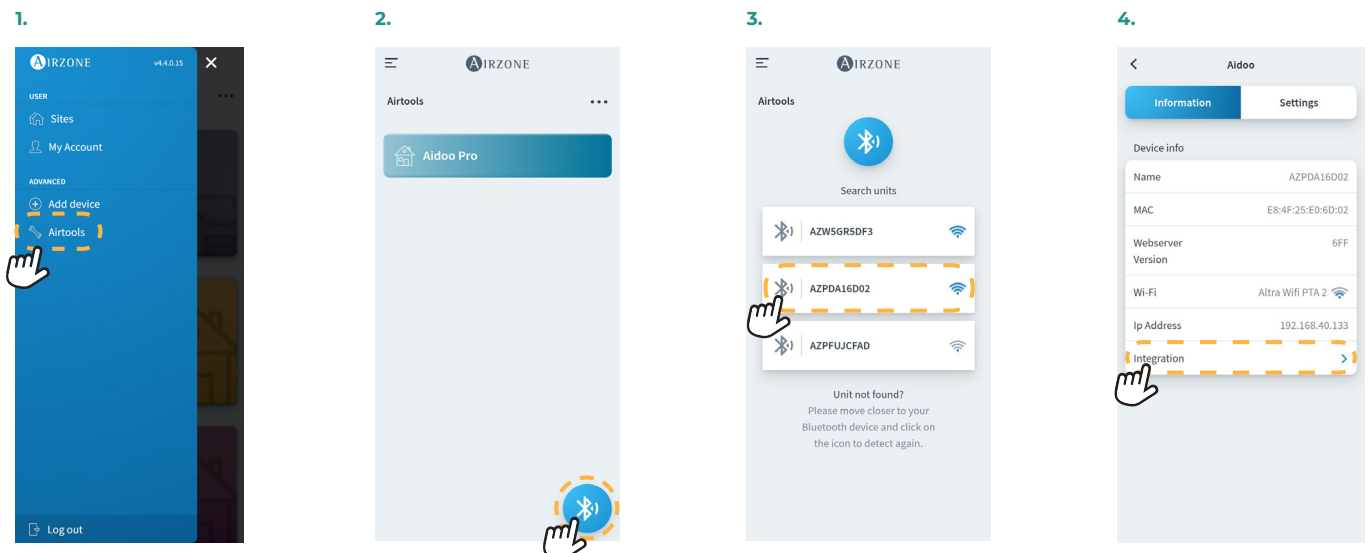 1.
AIRZONE v4.4.0.15
USER
Sites
My Account
ADVANCED
Add device
Airtools
Log out
2.
AIRZONE
Airtools
Aidoo Pro
3.
AIRZONE
Airtools
Search units
AZW5GR5DF3
AZPDA16D02
AZPFUJCFAD
Unit not found?
Please move closer to your
Bluetooth device and click on
the icon to detect again.
4.
Aidoo
Information Settings
Device info
Name AZPDA16D02
MAC E8:4F:25:E0:6D:02
Webserver 6FF
Version
Wi-Fi Altra Wifi PTA 2
Ip Address 192.168.40.133
Integration